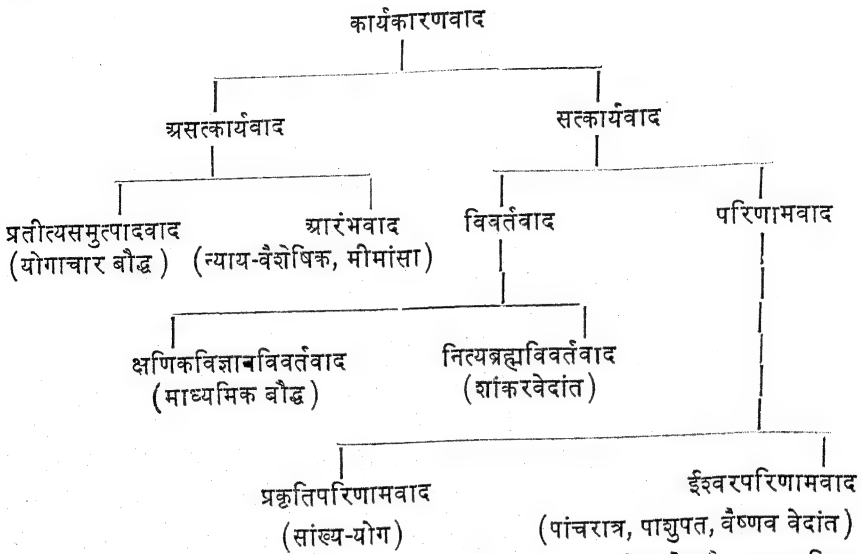 कार्यकारणवाद
असत्कार्यवाद सत्कार्यवाद
प्रतीत्यसमुत्पादवाद आरंभवाद विवर्तवाद परिणामवाद
(योगाचार बौद्ध) (न्याय-वैशेषिक, मीमांसा)
क्षणिकविज्ञानविवर्तवाद नित्यब्रह्मविवर्तवाद
(माध्यमिक बौद्ध) (शांकरवेदांत)
प्रकृतिपरिणामवाद ईश्वरपरिणामवाद
(सांख्य-योग) (पांचरात्र, पाशुपत, वैष्णव वेदांत)